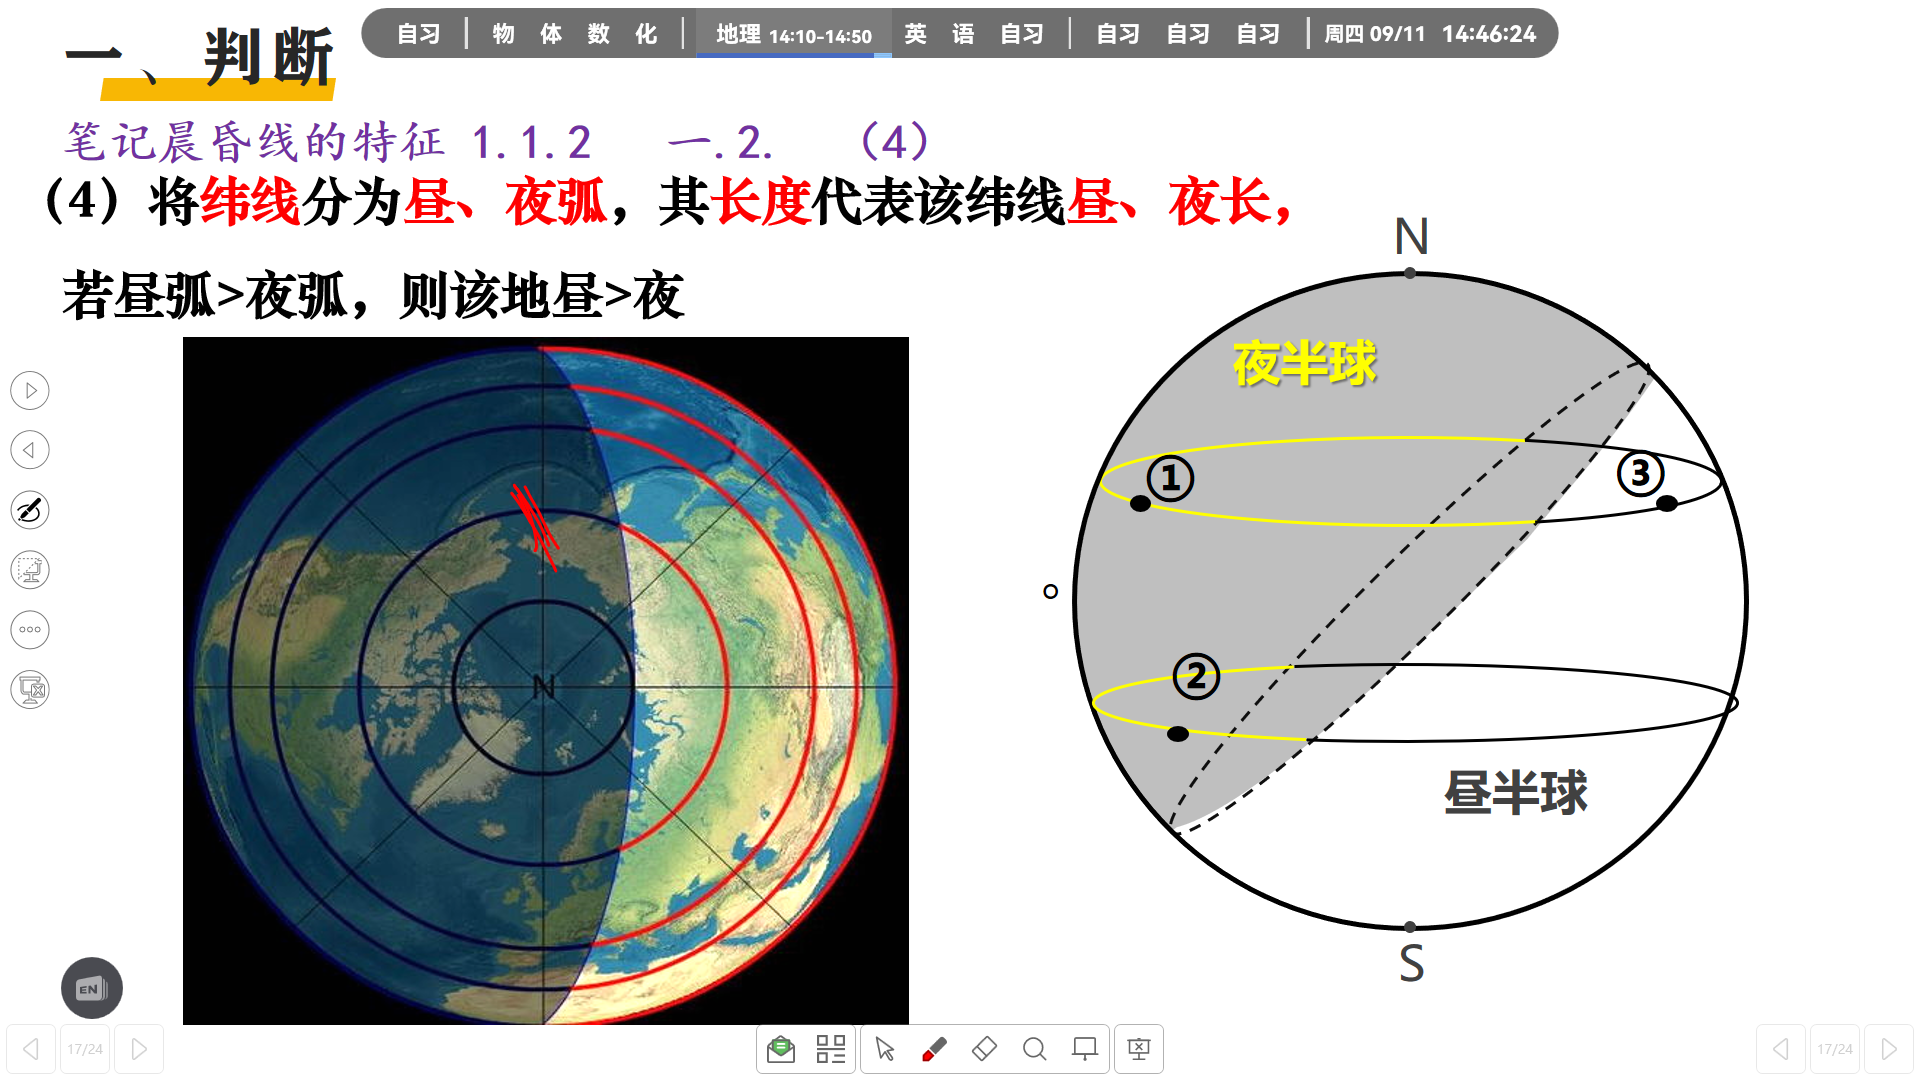 自习 | 物 体 数 化 | 地理 14:10-14:50 英 语 自习 | 自习 自习 自习 | 周四 09/11 14:46:24
一、判断
笔记晨昏线的特征 1.1.2 一.2. （4）
（4）将纬线分为昼、夜弧，其长度代表该纬线昼、夜长，
若昼弧>夜弧，则该地昼>夜
N
夜半球
①
③
②
昼半球
S
N
EN
17/24
17/24